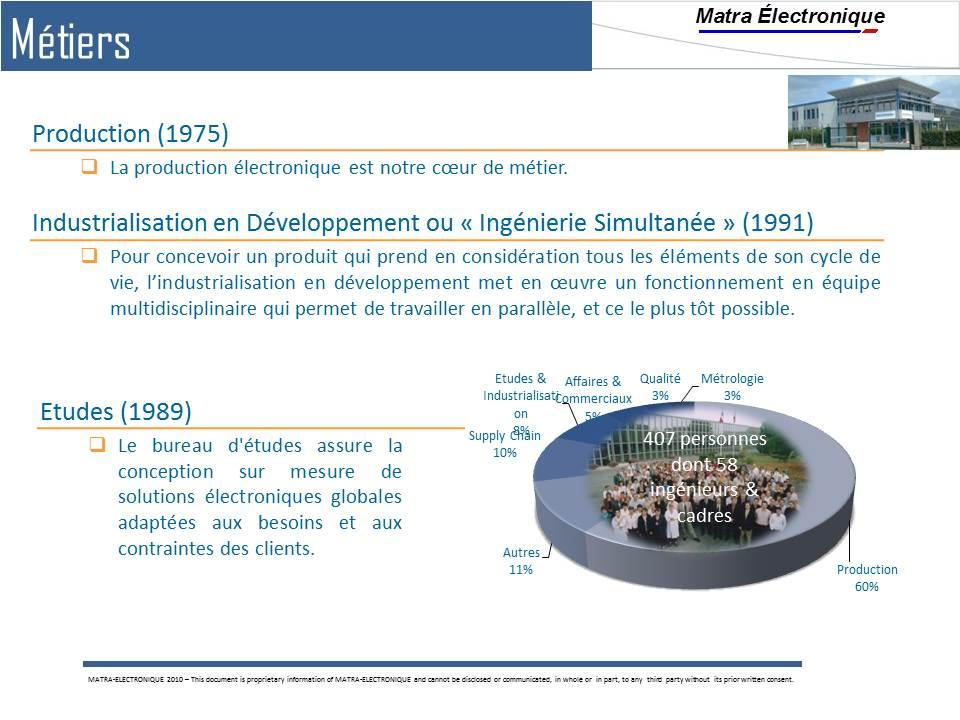 Métiers
Matra Électronique
Production (1975)
La production électronique est notre cœur de métier.
Industrialisation en Développement ou « Ingénierie Simultanée » (1991)
Pour concevoir un produit qui prend en considération tous les éléments de son cycle de
vie, l’industrialisation en développement met en œuvre un fonctionnement en équipe
multidisciplinaire qui permet de travailler en parallèle, et ce le plus tôt possible.
Etudes (1989)
Le bureau d'études assure la
conception sur mesure de
solutions électroniques globales
adaptées aux besoins et aux
contraintes des clients.
Etudes &
Industrialisati
on
8%
Affaires &
Commerciaux
5%
Qualité
3%
Métrologie
3%
Supply Chain
10%
407 personnes
dont 58
ingénieurs &
cadres
Autres
11%
Production
60%
MATRA-ELECTRONIQUE 2010 – This document is proprietary information of MATRA-ELECTRONIQUE and cannot be disclosed or communicated, in whole or in part, to any third party without its prior written consent.